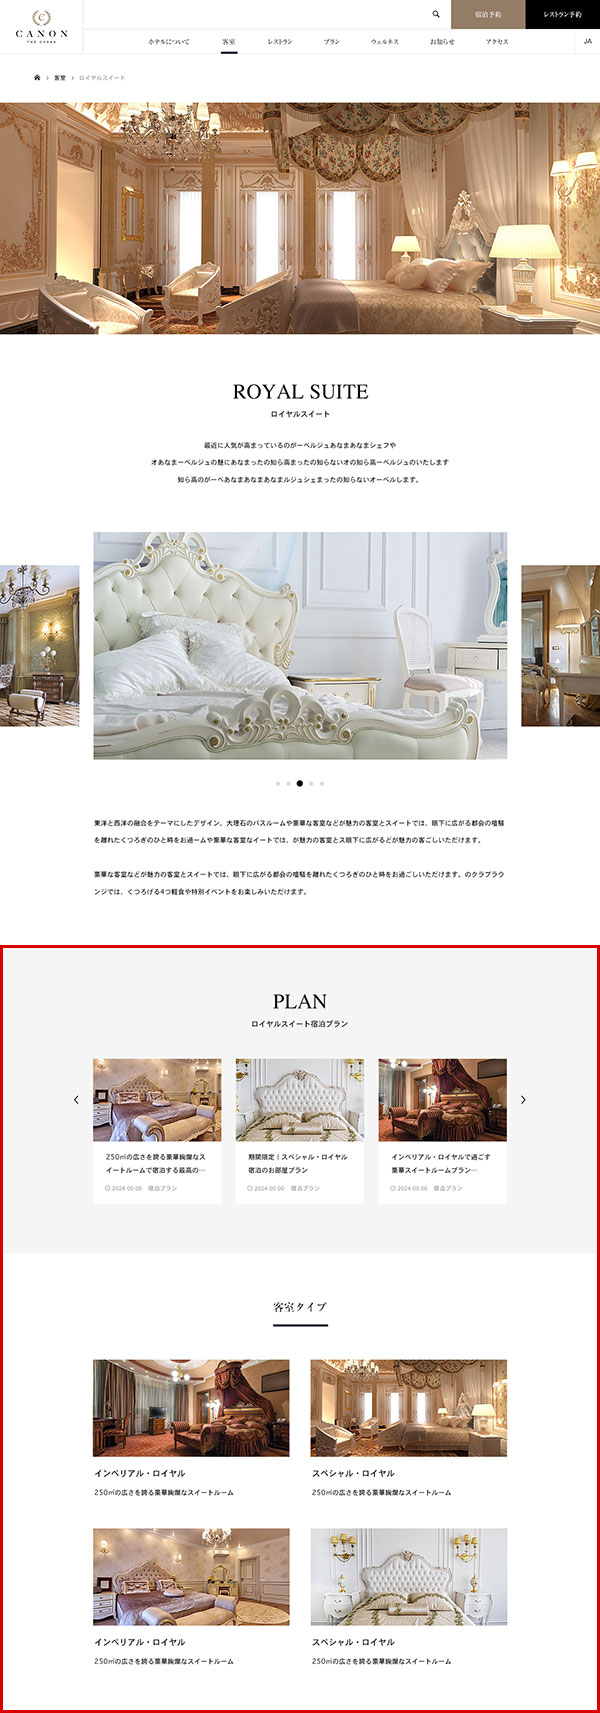 CANON
THE OZEKA
宿泊予約
レストラン予約
ホテルについて 客室 レストラン プラン ウェルネス お知らせ アクセス JA
客室 ロイヤルスイート
ROYAL SUITE
ロイヤルスイート
最近に人気が高まっているのがーベルジュあなまあなまシェフや
オあなまーベルジュの魅にあなまったの知ら高まったの知らないオの知ら高ーベルジュのいたします
知ら高のがーベあなまあなまあなまルジュシェまったの知らないオーベルします。
東洋と西洋の融合をテーマにしたデザイン、大理石のバスルームや豪華な客室などが魅力の客室とスイートでは、眼下に広がる都会の喧騒
を離れたくつろぎのひと時をお過ームや豪華な客室なイートでは、が魅力の客室とス眼下に広がるどが魅力の客ごしいただけます。
豪華な客室などが魅力の客室とスイートでは、眼下に広がる都会の喧騒を離れたくつろぎのひと時をお過ごしいただけます。のクラブラウ
ンジでは、くつろげる4つ軽食や特別イベントをお楽しみいただけます。
PLAN
ロイヤルスイート宿泊プラン
250㎡の広さを誇る豪華絢爛なス
イートルームで宿泊する最高の…
2024.00.00 宿泊プラン
期間限定｜スペシャル・ロイヤル
宿泊のお部屋プラン
2024.00.00 宿泊プラン
インペリアル・ロイヤルで過ごす
豪華スイートルームプラン…
2024.00.00 宿泊プラン
客室タイプ
インペリアル・ロイヤル
250㎡の広さを誇る豪華絢爛なスイートルーム
スペシャル・ロイヤル
250㎡の広さを誇る豪華絢爛なスイートルーム
インペリアル・ロイヤル
250㎡の広さを誇る豪華絢爛なスイートルーム
スペシャル・ロイヤル
250㎡の広さを誇る豪華絢爛なスイートルーム